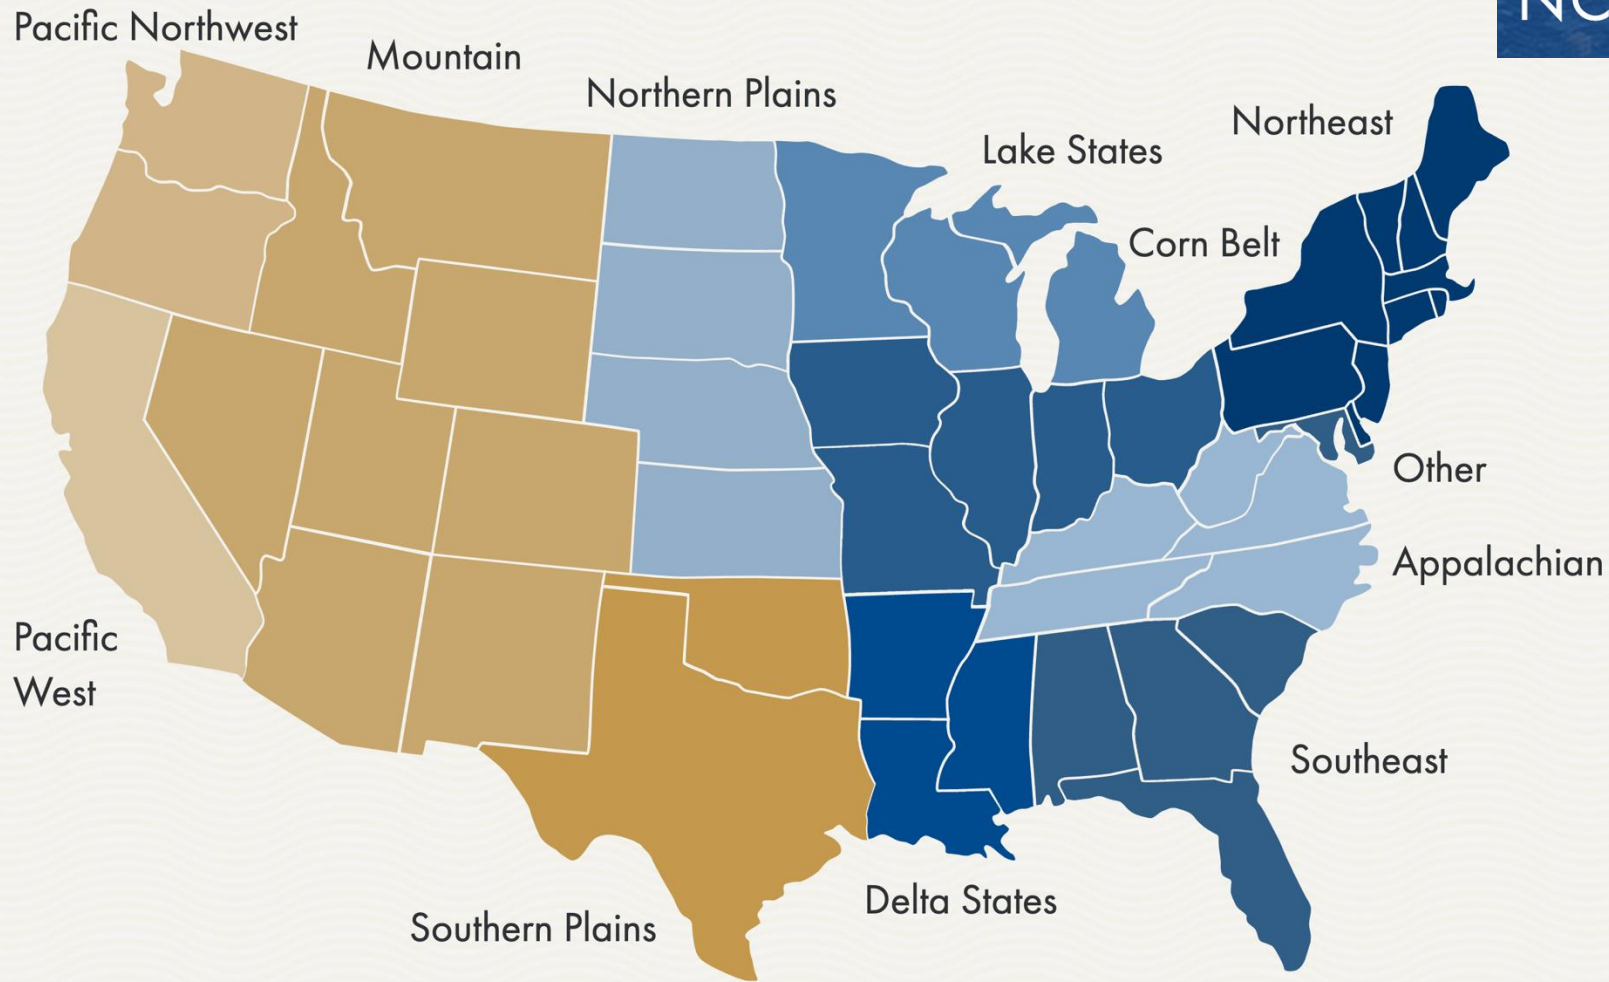 Pacific Northwest
Mountain
Northern Plains
Lake States
Northeast
Corn Belt
Other
Appalachian
Pacific
West
Southeast
Delta States
Southern Plains